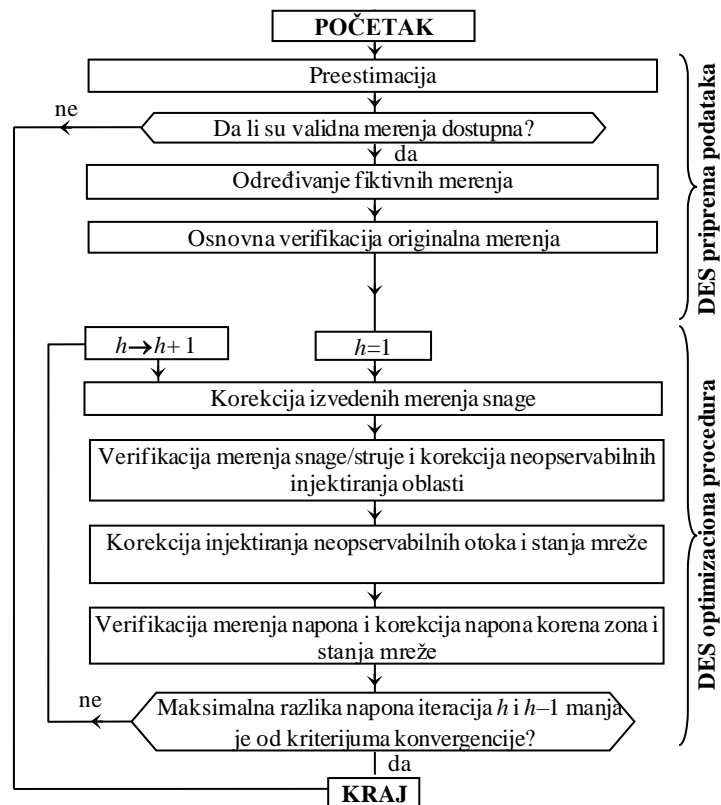 POČETAK
Preestimacija
ne
Da li su validna merenja dostupna?
da
Određivanje fiktivnih merenja
Osnovna verifikacija originalna merenja
DES priprema podataka
h→h+ 1
h=1
Korekcija izvedenih merenja snage
Verifikacija merenja snage/struje i korekcija neopservabilnih
injektiranja oblasti
Korekcija injektiranja neopservabilnih otoka i stanja mreže
Verifikacija merenja napona i korekcija napona korena zona i
stanja mreže
ne
Maksimalna razlika napona iteracija h i h–1 manja
je od kriterijuma konvergencije?
da
KRAJ
DES optimizaciona procedura